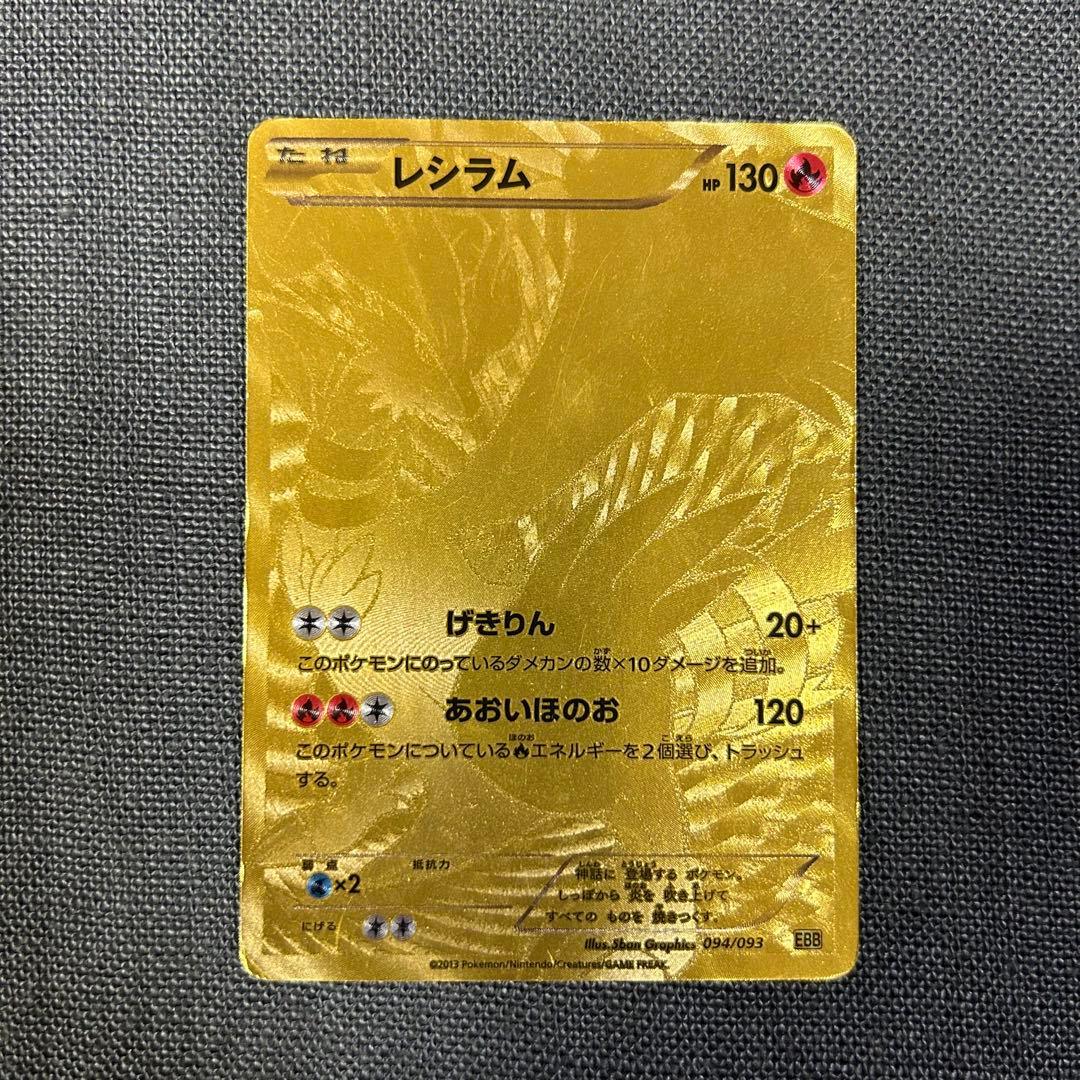 たね
レシラム
HP 130
げきりん 20+
このポケモンにのっているダメカンの数×10ダメージを追加。
あおいほのお 120
このポケモンについているエネルギーを2個選び、トラッシュ
する。
弱点 抵抗力
×2
神話に 登場する ポケモン。
しっぽから 炎を 吹き上げて
すべての ものを 焼きつくす。
にげる
Illus.5ban Graphics 094/093 EBB
©2013 Pokémon/Nintendo/Creatures/GAME FREAK.